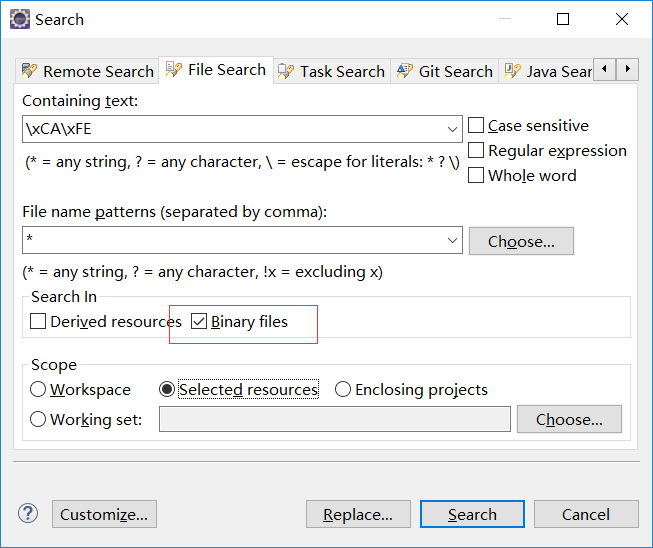 Search
Remote Search File Search Task Search Git Search Java Sear
Containing text:
\xCA\xFE
Case sensitive
(* = any string, ? = any character, \ = escape for literals: * ? \)
Regular expression
Whole word
File name patterns (separated by comma):
*
Choose...
(* = any string, ? = any character, !x = excluding x)
Search In
Derived resources Binary files
Scope
Workspace Selected resources Enclosing projects
Working set: Choose...
? Customize... Replace... Search Cancel